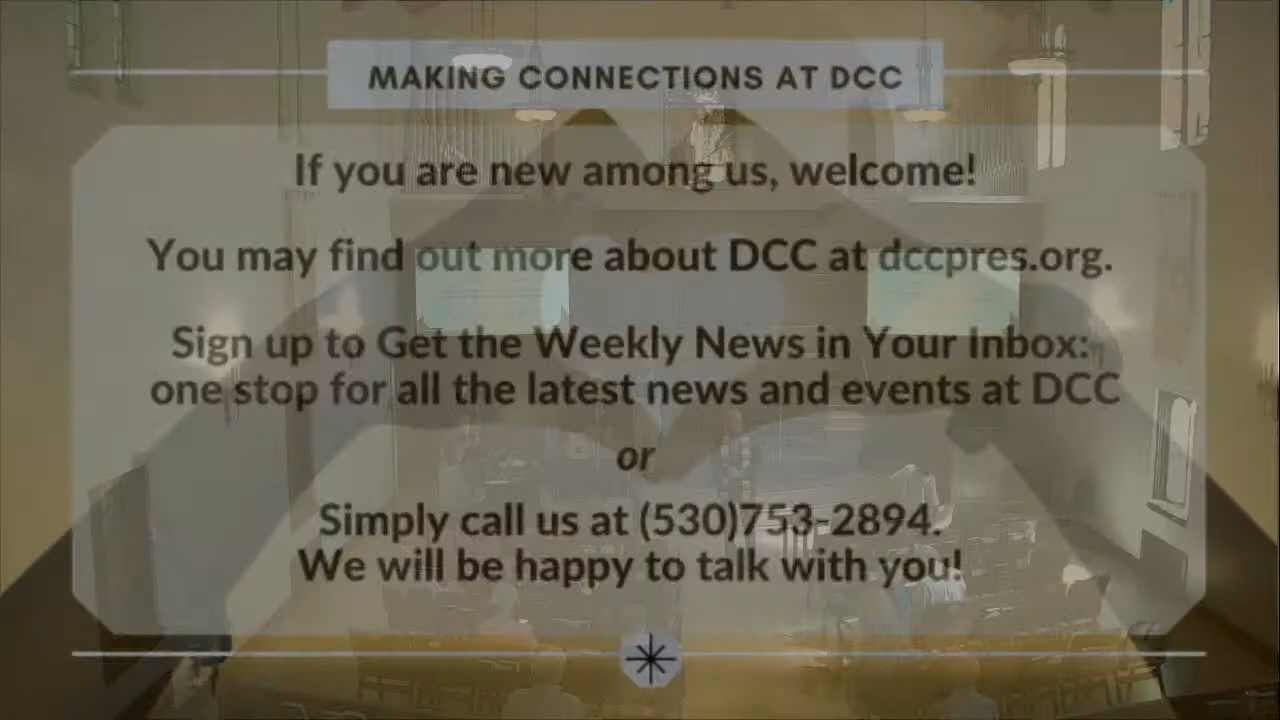 MAKING CONNECTIONS AT DCC
If you are new among us, welcome!
You may find out more about DCC at dccpres.org.
Sign up to Get the Weekly News in Your Inbox:
one stop for all the latest news and events at DCC
or
Simply call us at (530)753-2894.
We will be happy to talk with you!